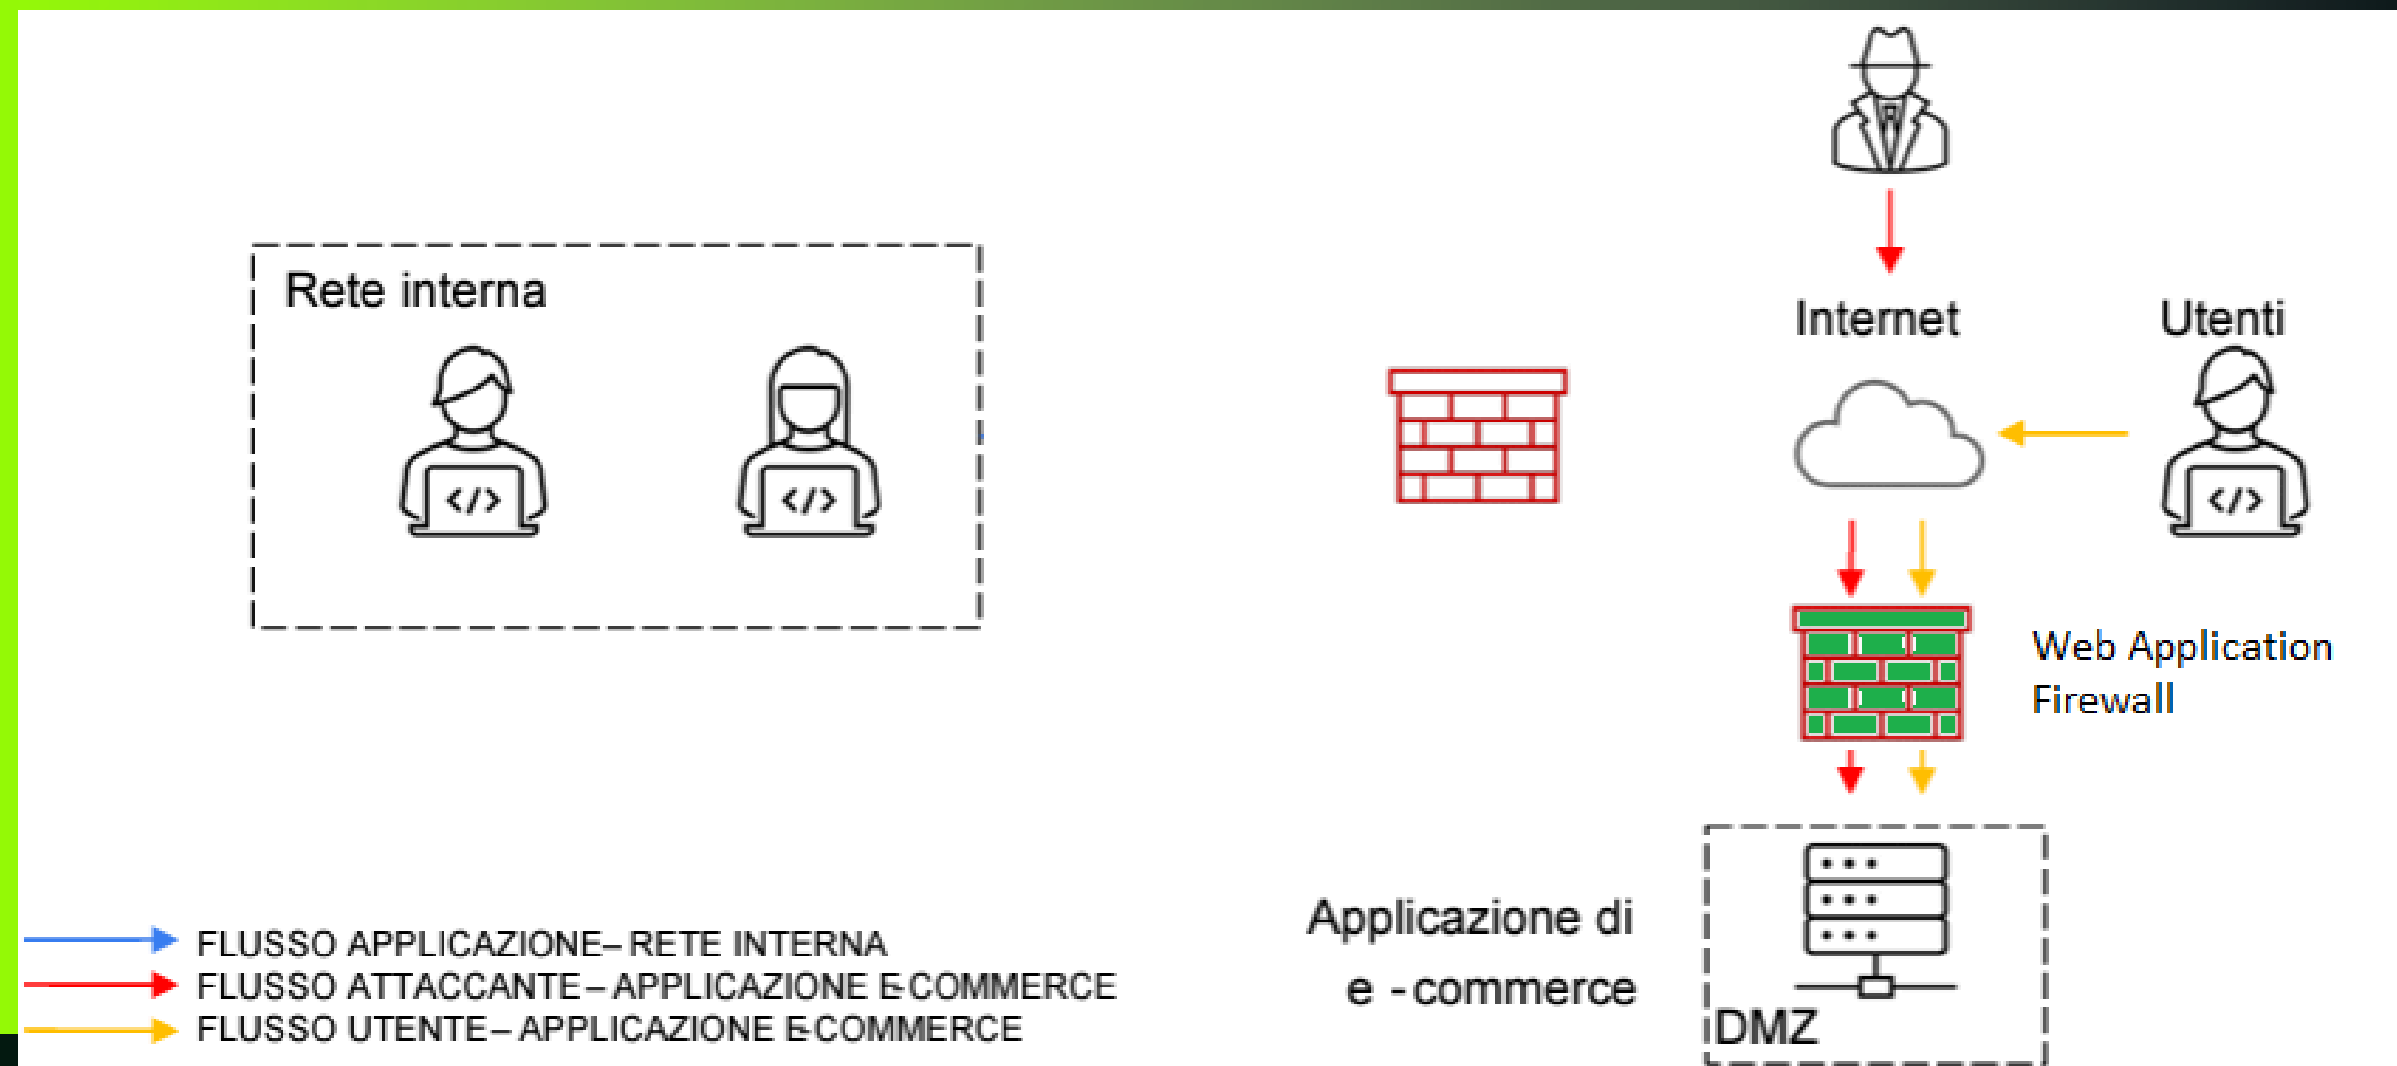 Rete interna
Internet
Utenti
</>
</>
</>
Web Application
Firewall
Applicazione di
e -commerce
DMZ
FLUSSO APPLICAZIONE– RETE INTERNA
FLUSSO ATTACCANTE– APPLICAZIONE E-COMMERCE
FLUSSO UTENTE– APPLICAZIONE E-COMMERCE